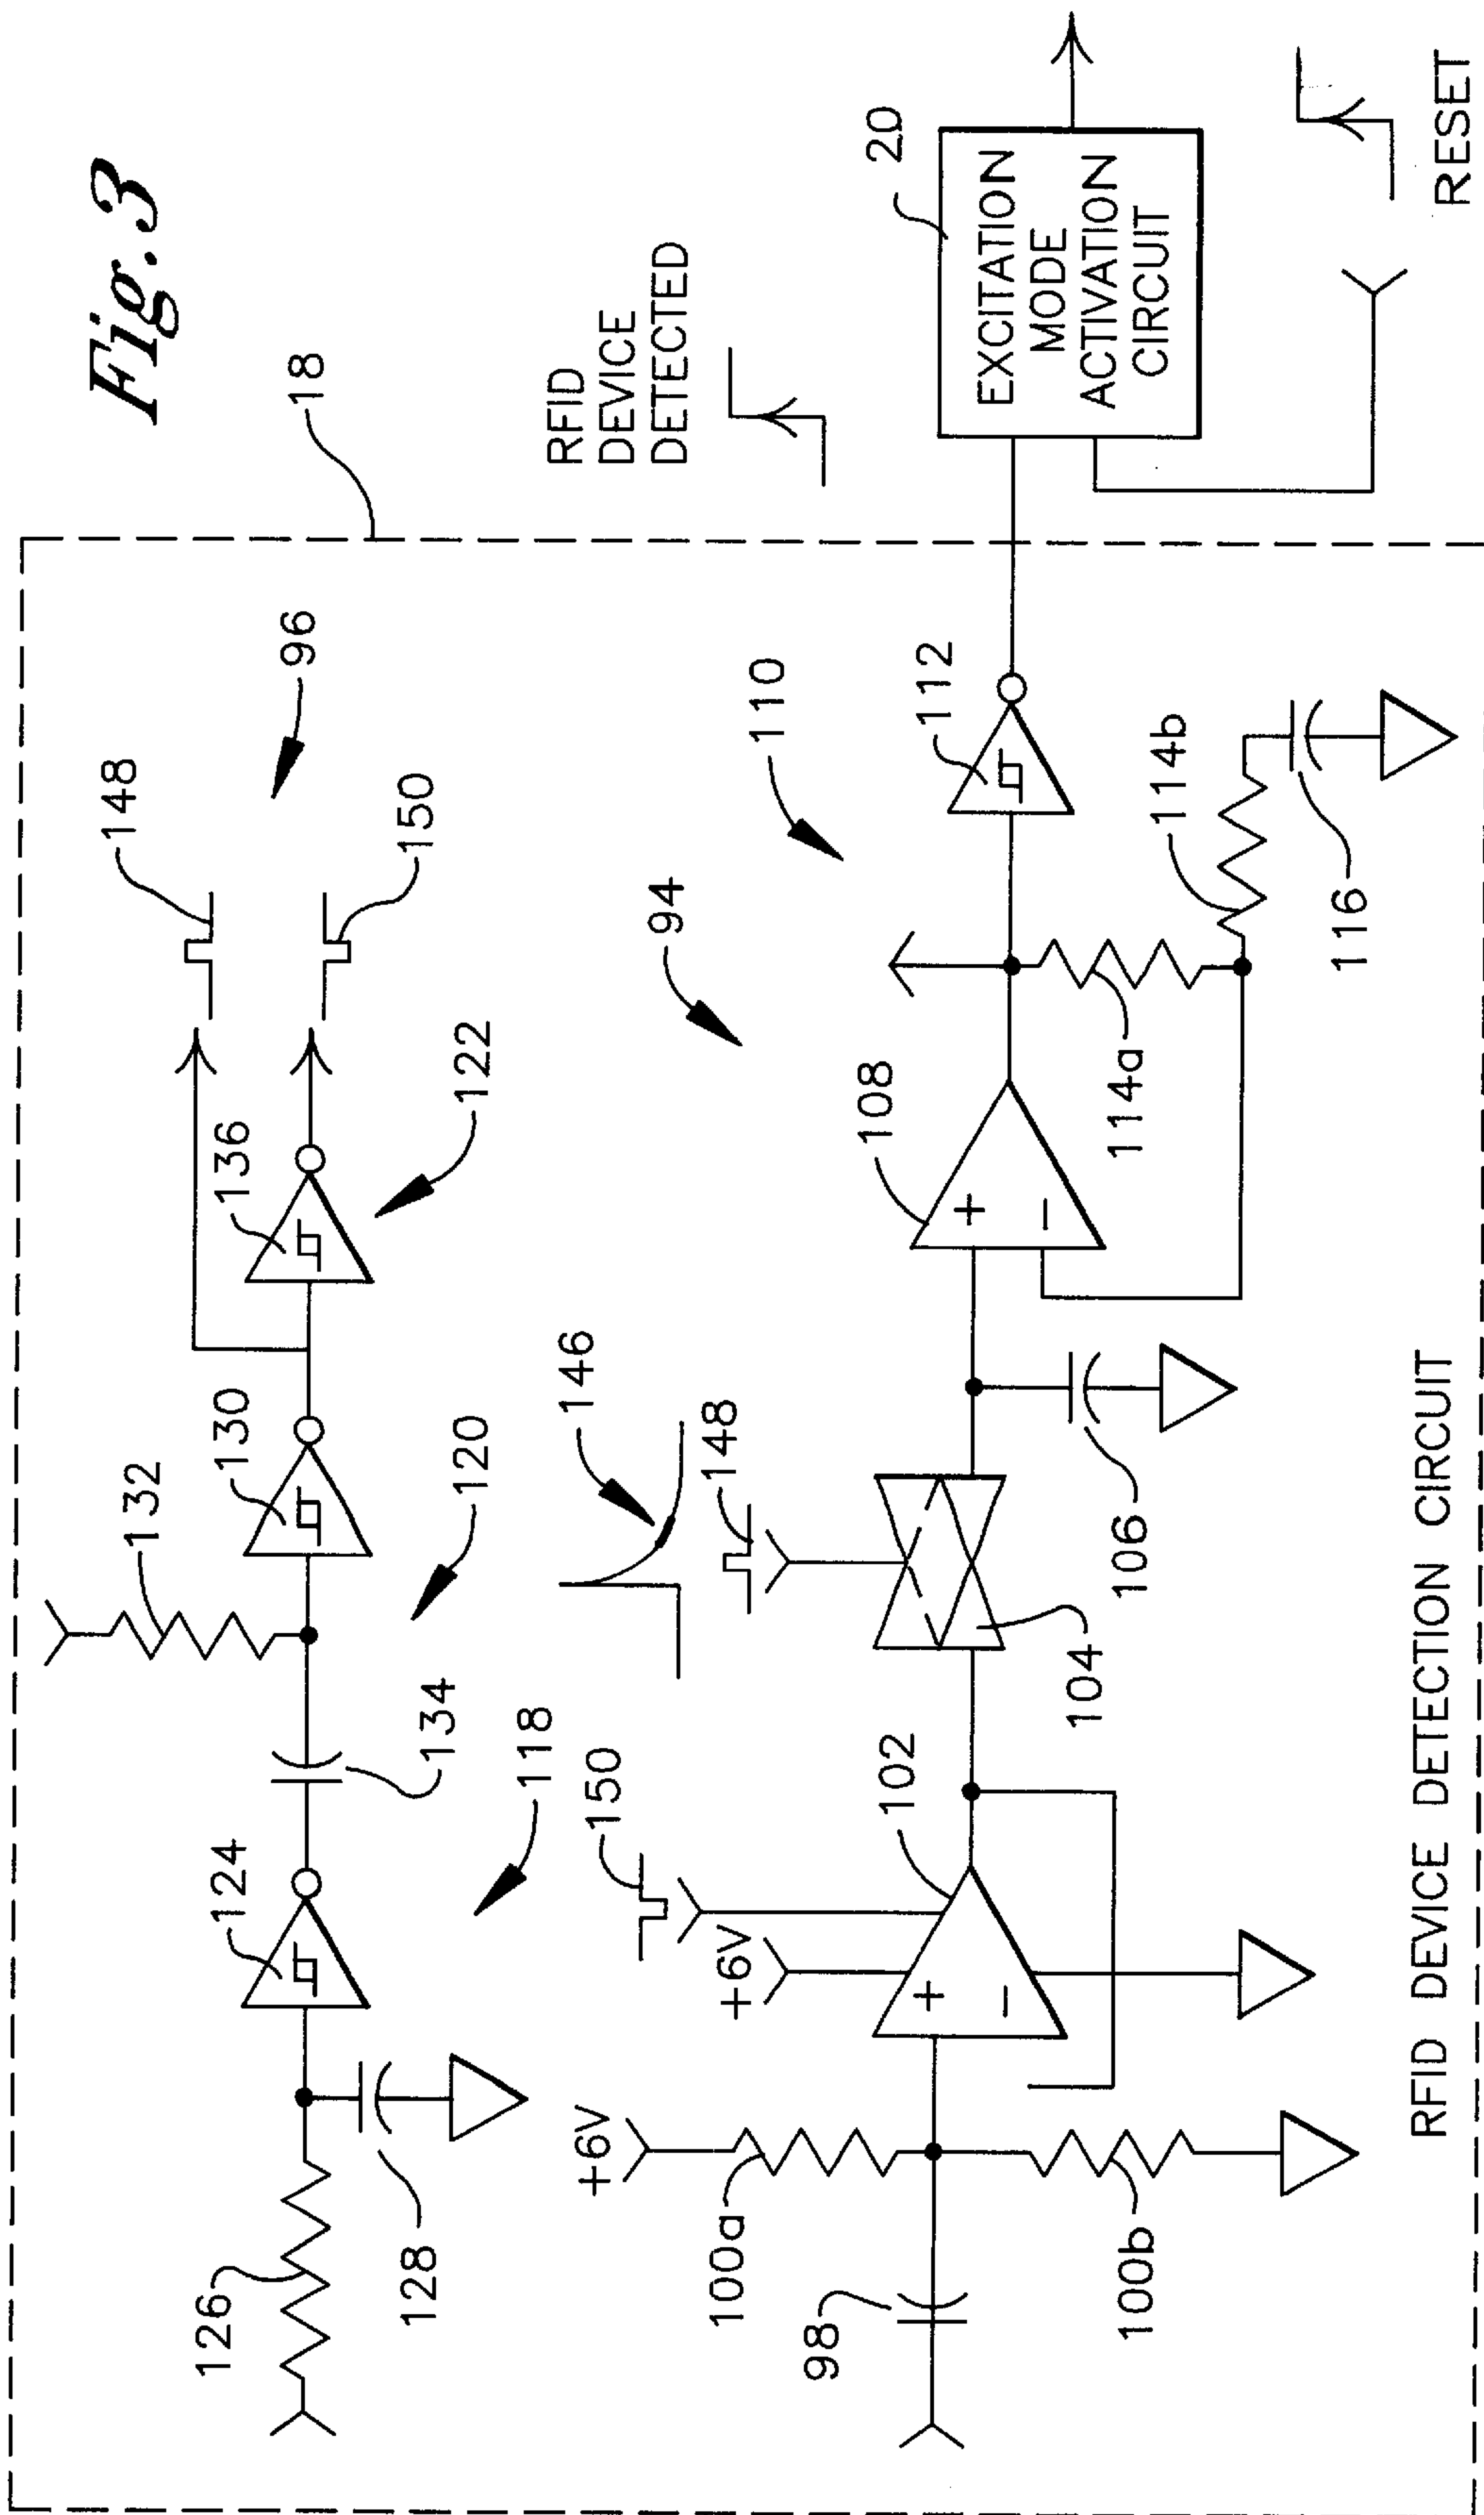 Fig. 3
18
96
148
150
136
122
130
132
120
134
124
118
126
128
146
148
150
94
110
RFID
DEVICE
DETECTED
20
EXCITATION
MODE
ACTIVATION
CIRCUIT
RESET
112
108
114a
114b
116
106
104
102
+6V
+6V
100a
100b
98
+
−
+
−
RFID DEVICE DETECTION CIRCUIT